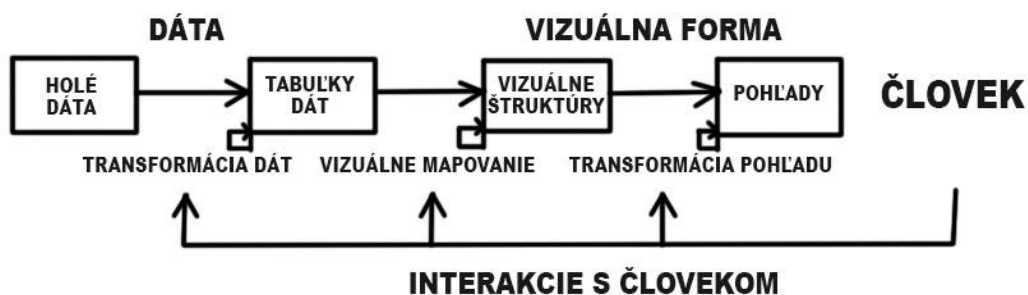 DÁTA
VIZUÁLNA FORMA
HOLÉ
DÁTA
TABUĽKY
DÁT
VIZUÁLNE
ŠTRUKTÚRY
POHĽADY
ČLOVEK
TRANSFORMÁCIA DÁT
VIZUÁLNE MAPOVANIE
TRANSFORMÁCIA POHĽADU
INTERAKCIE S ČLOVEKOM